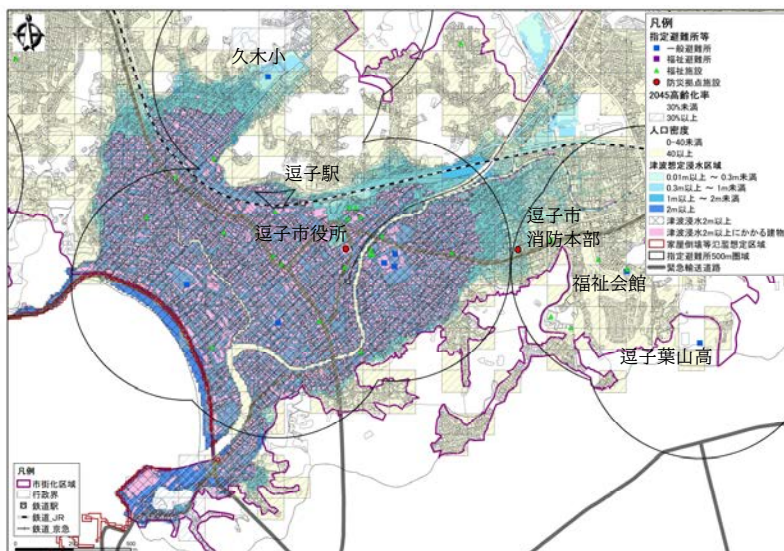 久木小
逗子駅
逗子市役所
逗子市
消防本部
福祉会館
逗子葉山高
凡例
指定避難所等
一般避難所
福祉避難所
福祉施設
防災拠点施設
2045高齢化率
30%未満
30%以上
人口密度
0-40未満
40以上
津波想定浸水区域
0.01m以上 ～ 0.3m未満
0.3m以上 ～ 1m未満
1m以上 ～ 2m未満
2m以上
津波浸水2m以上
津波浸水2m以上にかかる建物
家屋倒壊等氾濫想定区域
指定避難所500m圏域
緊急輸送道路
凡例
市街化区域
行政界
鉄道駅
鉄道_JR
鉄道_京急
0 250 500